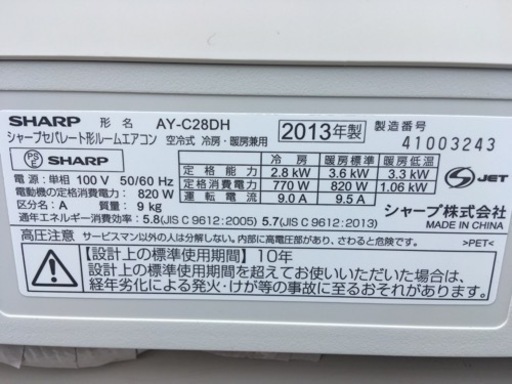 SHARP 形名 AY-C28DH 2013年製 製造番号 41003243
シャープセパレート形ルームエアコン 空冷式 冷房・暖房兼用
PSE SHARP
冷房 暖房標準 暖房低温
定格能力 2.8 kW 3.6 kW 3.3 kW
定格消費電力 770 W 820 W 1.06 kW
運転電流 9.0 A 9.5 A
電源:単相 100 V 50/60 Hz
電動機の定格消費電力: 820 W
区分:A 質量: 9 kg
通年エネルギー消費効率:5.8(JIS C 9612:2005) 5.7(JIS C 9612:2013)
S JET
シャープ株式会社
MADE IN CHINA
高圧注意 サービスマン以外の人は分解しない。内部に高電圧部があり、さわると危険。 >PET<
【設計上の標準使用期間】10年
設計上の標準使用期間を超えてお使いいただいた場合は、
経年劣化による発火・けが等の事故に至るおそれがあります。